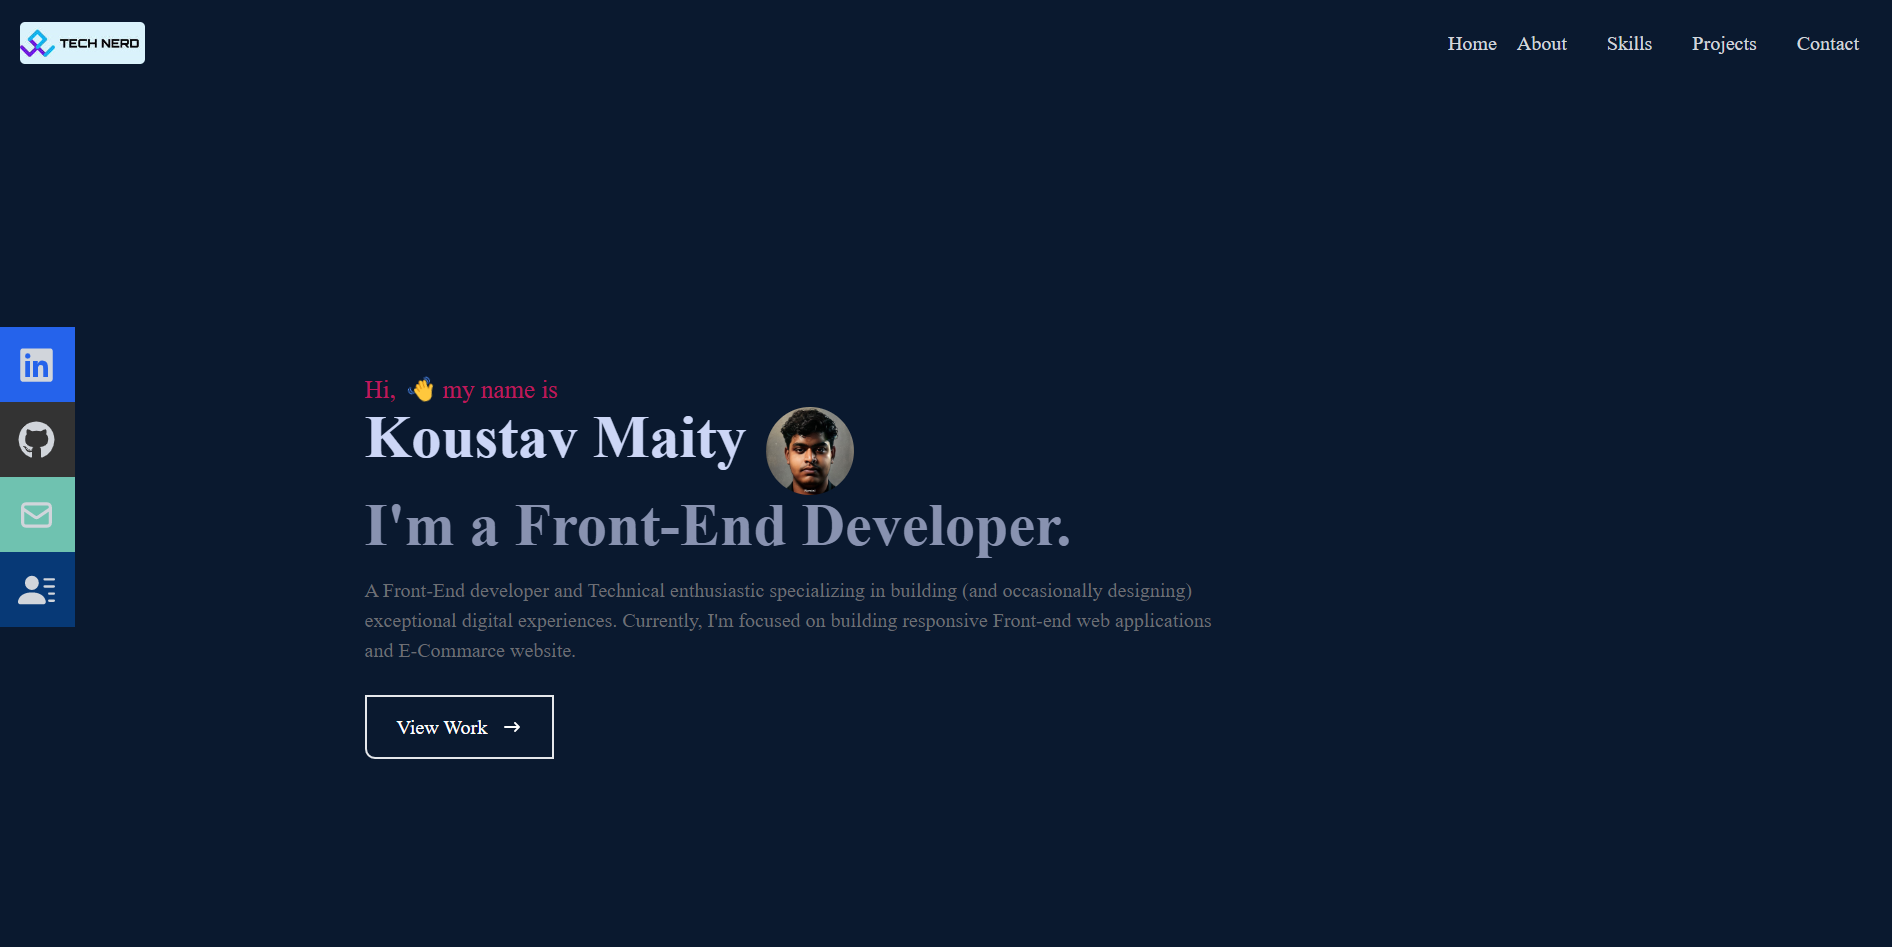 TECH NERD
Home About Skills Projects Contact
in
Hi, 👋 my name is
Koustav Maity
I'm a Front-End Developer.
A Front-End developer and Technical enthusiastic specializing in building (and occasionally designing)
exceptional digital experiences. Currently, I'm focused on building responsive Front-end web applications
and E-Commarce website.
View Work →